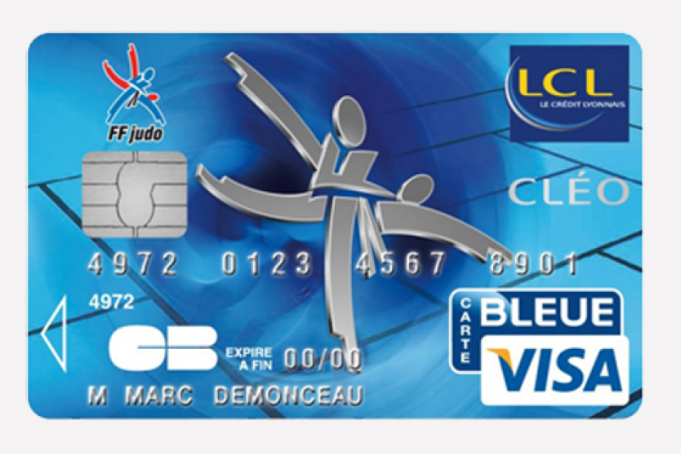 FF judo
LCL
LE CRÉDIT LYONNAIS
CLÉO
4972 0123 4567 8901
4972
CB
EXPIRE
A FIN 00/00
M MARC DEMONCEAU
CARTE
BLEUE
VISA